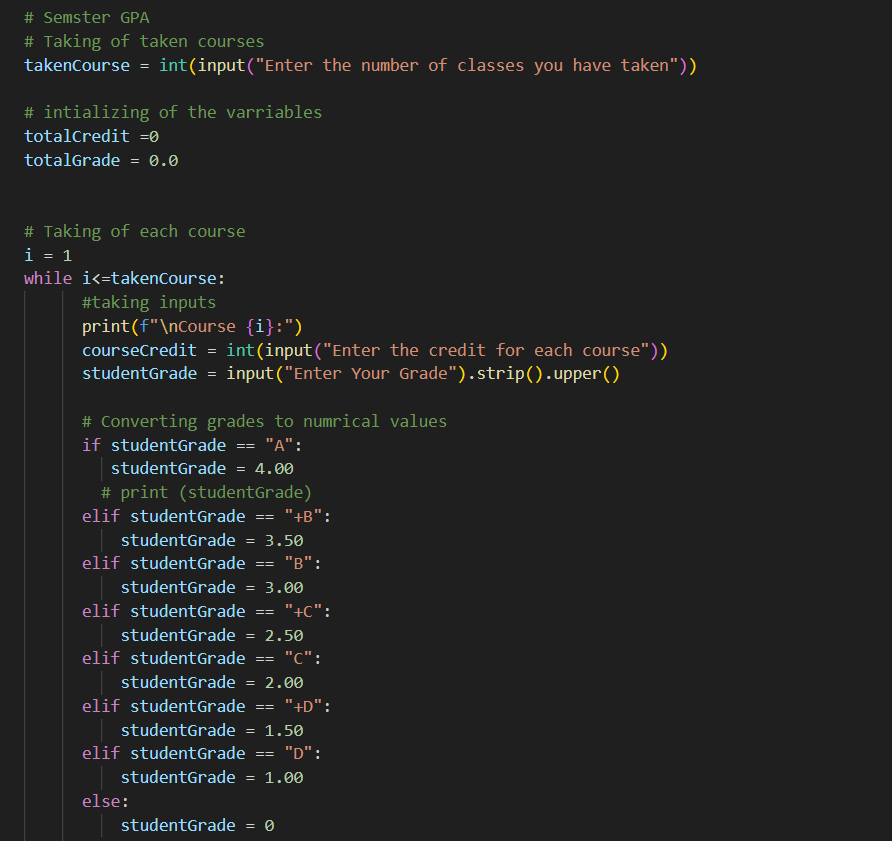 # Semster GPA
# Taking of taken courses
takenCourse = int(input("Enter the number of classes you have taken"))
# intializing of the varriables
totalCredit =0
totalGrade = 0.0
# Taking of each course
i = 1
while i<=takenCourse:
#taking inputs
print(f"\nCourse {i}:")
courseCredit = int(input("Enter the credit for each course"))
studentGrade = input("Enter Your Grade").strip().upper()
# Converting grades to numrical values
if studentGrade == "A":
studentGrade = 4.00
# print (studentGrade)
elif studentGrade == "+B":
studentGrade = 3.50
elif studentGrade == "B":
studentGrade = 3.00
elif studentGrade == "+C":
studentGrade = 2.50
elif studentGrade == "C":
studentGrade = 2.00
elif studentGrade == "+D":
studentGrade = 1.50
elif studentGrade == "D":
studentGrade = 1.00
else:
studentGrade = 0